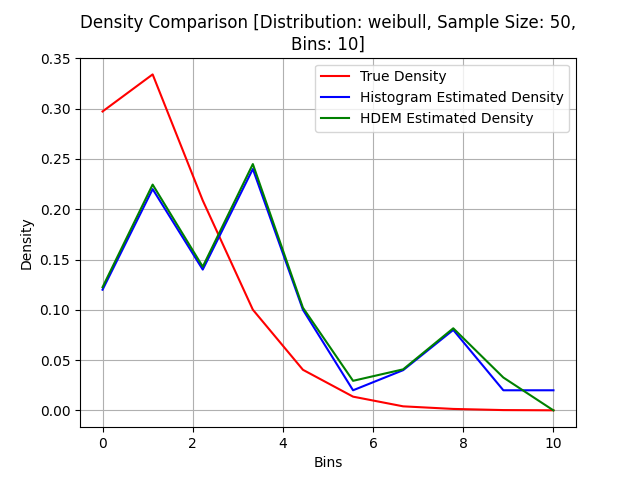 Density Comparison [Distribution: weibull, Sample Size: 50,
Bins: 10]
True Density
Histogram Estimated Density
HDEM Estimated Density
Density
0.35
0.30
0.25
0.20
0.15
0.10
0.05
0.00
0 2 4 6 8 10
Bins